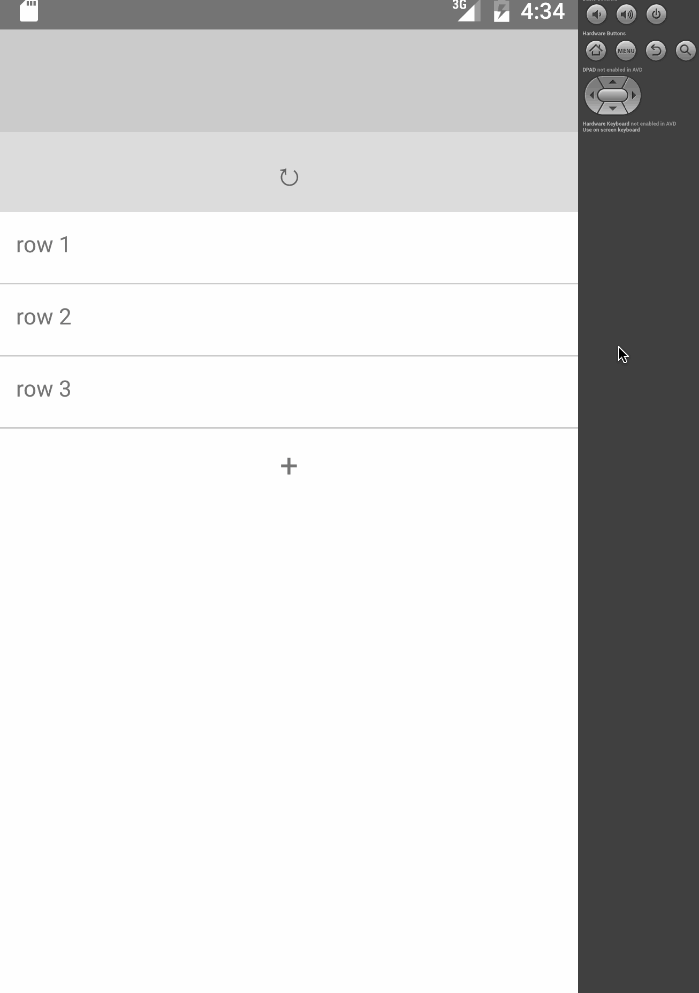 3G 4:34
Hardware Buttons
MENU
DPAD not enabled in AVD
Hardware Keyboard not enabled in AVD
Use on screen keyboard
row 1
row 2
row 3
+